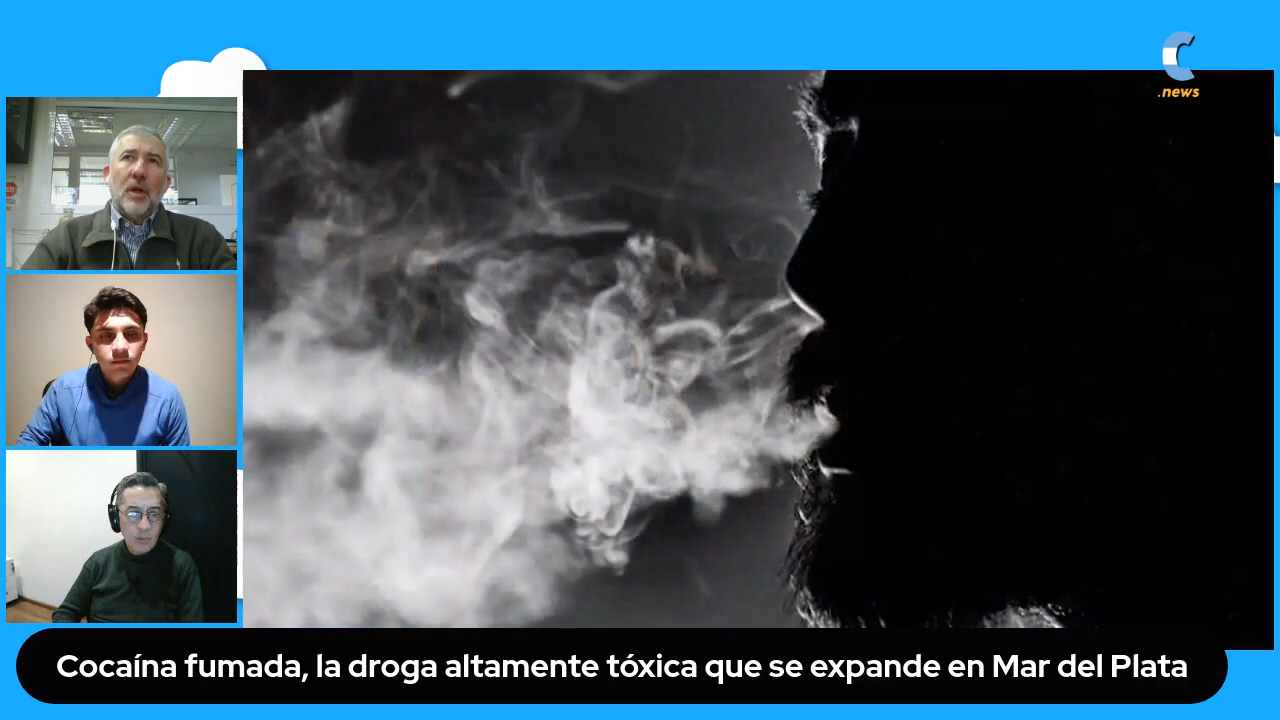 C
.news
Cocaína fumada, la droga altamente tóxica que se expande en Mar del Plata